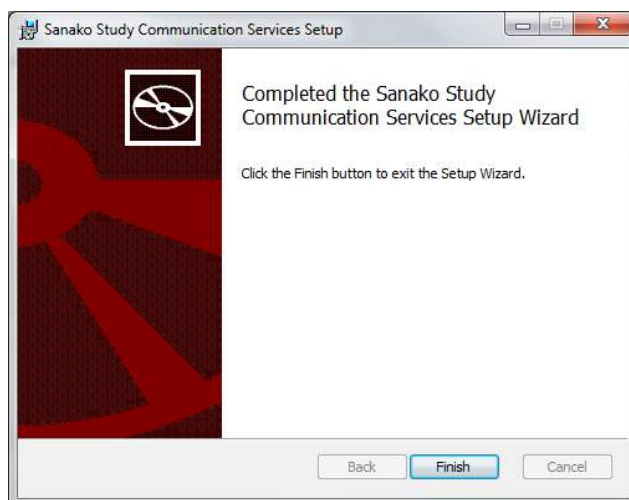 Sanako Study Communication Services Setup
Completed the Sanako Study
Communication Services Setup Wizard
Click the Finish button to exit the Setup Wizard.
Back
Finish
Cancel